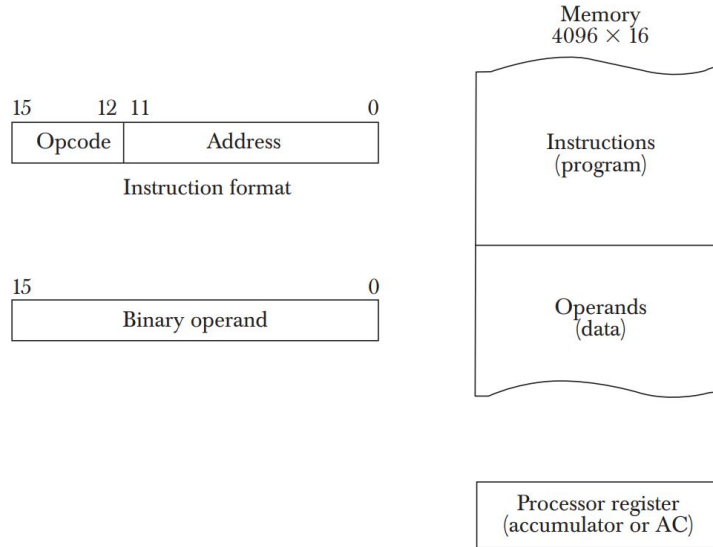 Memory
4096 × 16
15 12 11 0
Opcode Address
Instruction format
Instructions
(program)
15 0
Binary operand
Operands
(data)
Processor register
(accumulator or AC)